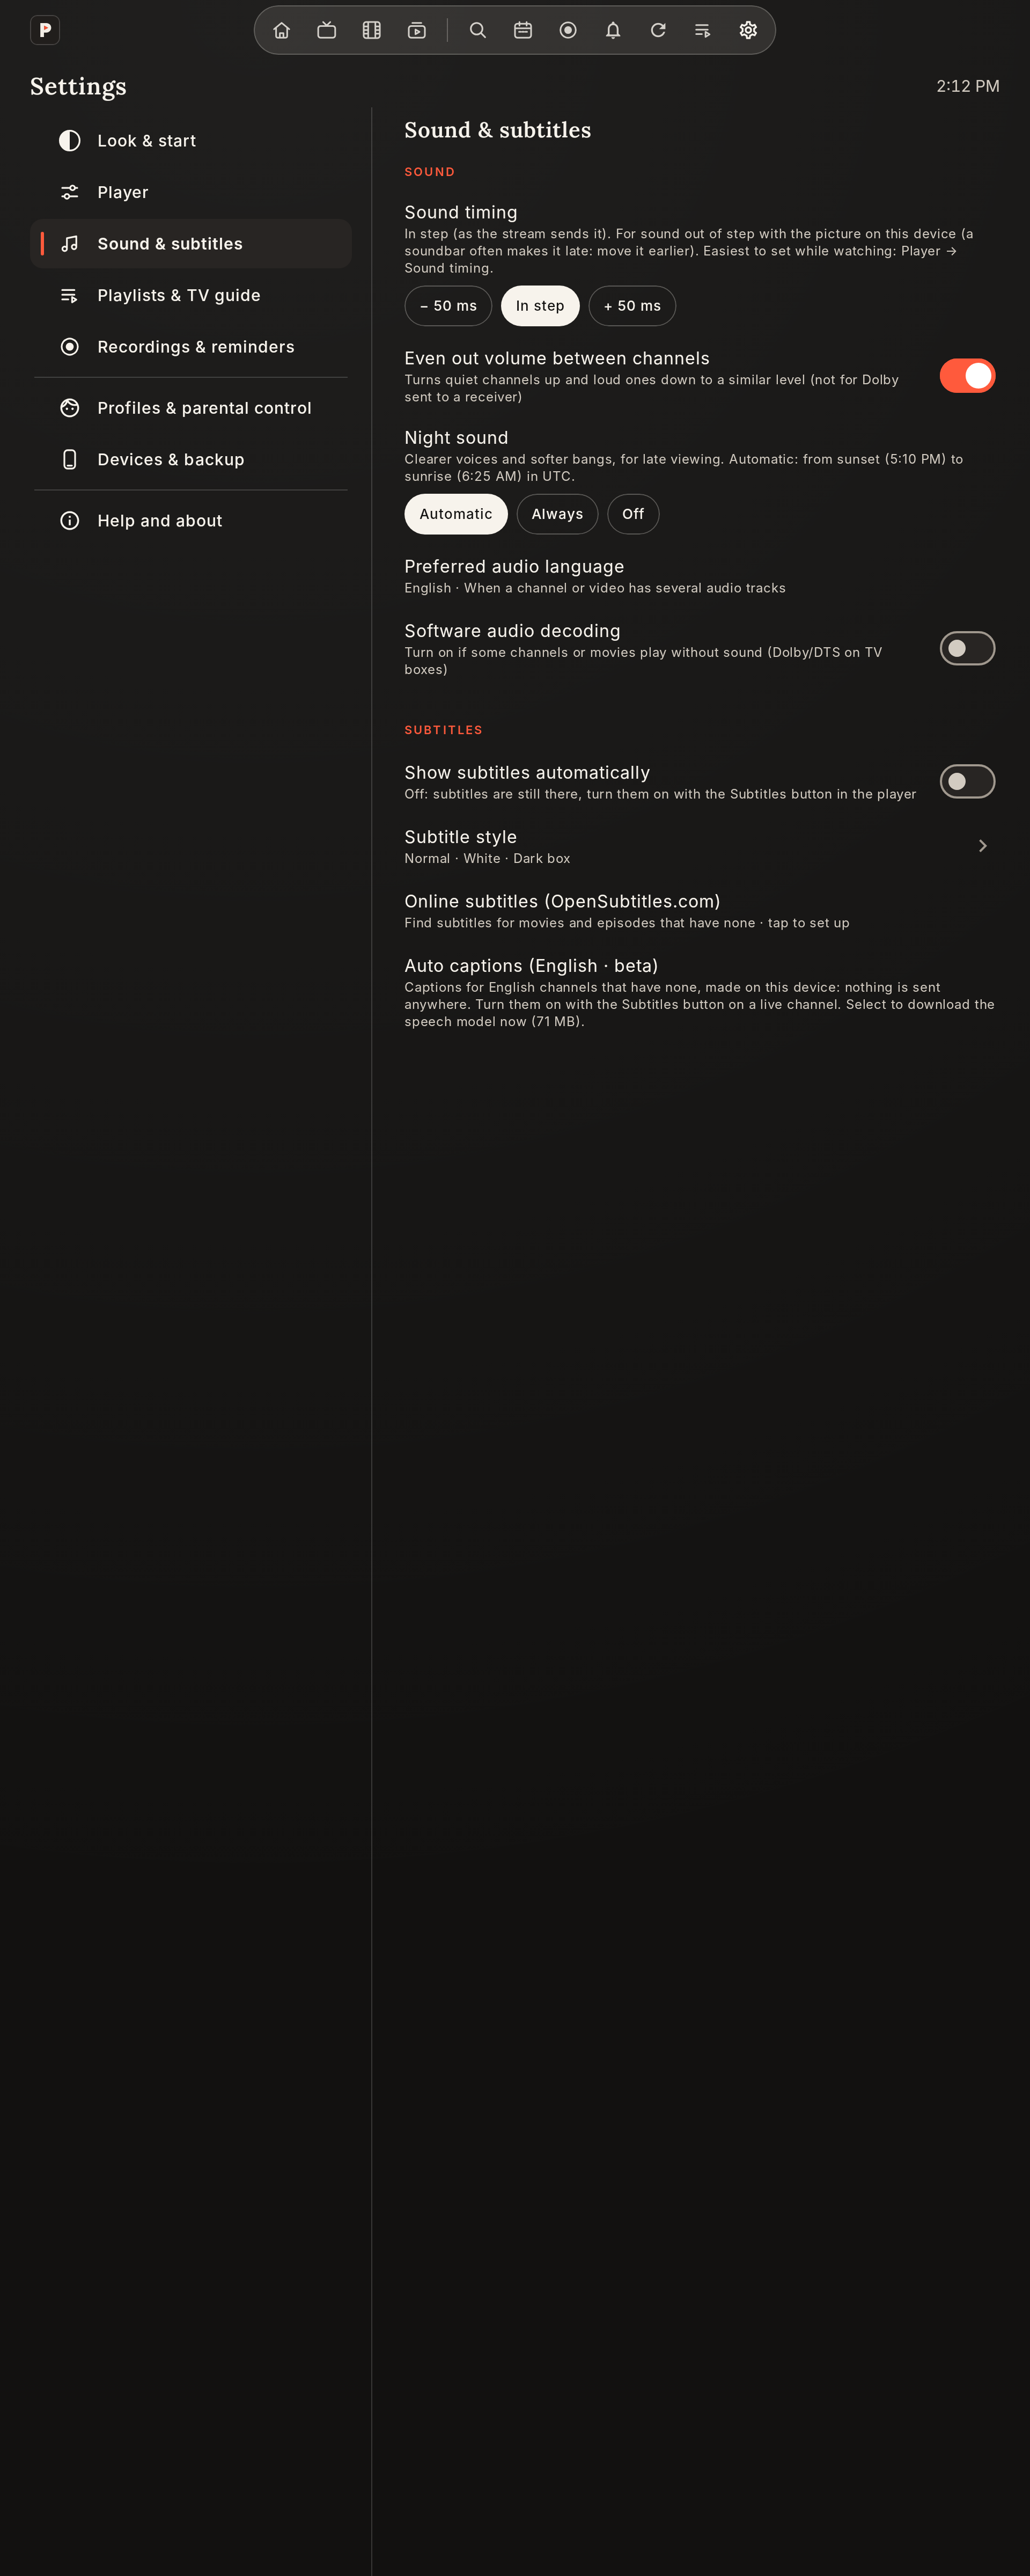 P
Settings
2:12 PM
Look & start
Player
Sound & subtitles
Playlists & TV guide
Recordings & reminders
Profiles & parental control
Devices & backup
Help and about
Sound & subtitles
SOUND
Sound timing
In step (as the stream sends it). For sound out of step with the picture on this device (a
soundbar often makes it late: move it earlier). Easiest to set while watching: Player →
Sound timing.
− 50 ms
In step
+ 50 ms
Even out volume between channels
Turns quiet channels up and loud ones down to a similar level (not for Dolby
sent to a receiver)
Night sound
Clearer voices and softer bangs, for late viewing. Automatic: from sunset (5:10 PM) to
sunrise (6:25 AM) in UTC.
Automatic
Always
Off
Preferred audio language
English · When a channel or video has several audio tracks
Software audio decoding
Turn on if some channels or movies play without sound (Dolby/DTS on TV
boxes)
SUBTITLES
Show subtitles automatically
Off: subtitles are still there, turn them on with the Subtitles button in the player
Subtitle style
Normal · White · Dark box
Online subtitles (OpenSubtitles.com)
Find subtitles for movies and episodes that have none · tap to set up
Auto captions (English · beta)
Captions for English channels that have none, made on this device: nothing is sent
anywhere. Turn them on with the Subtitles button on a live channel. Select to download the
speech model now (71 MB).